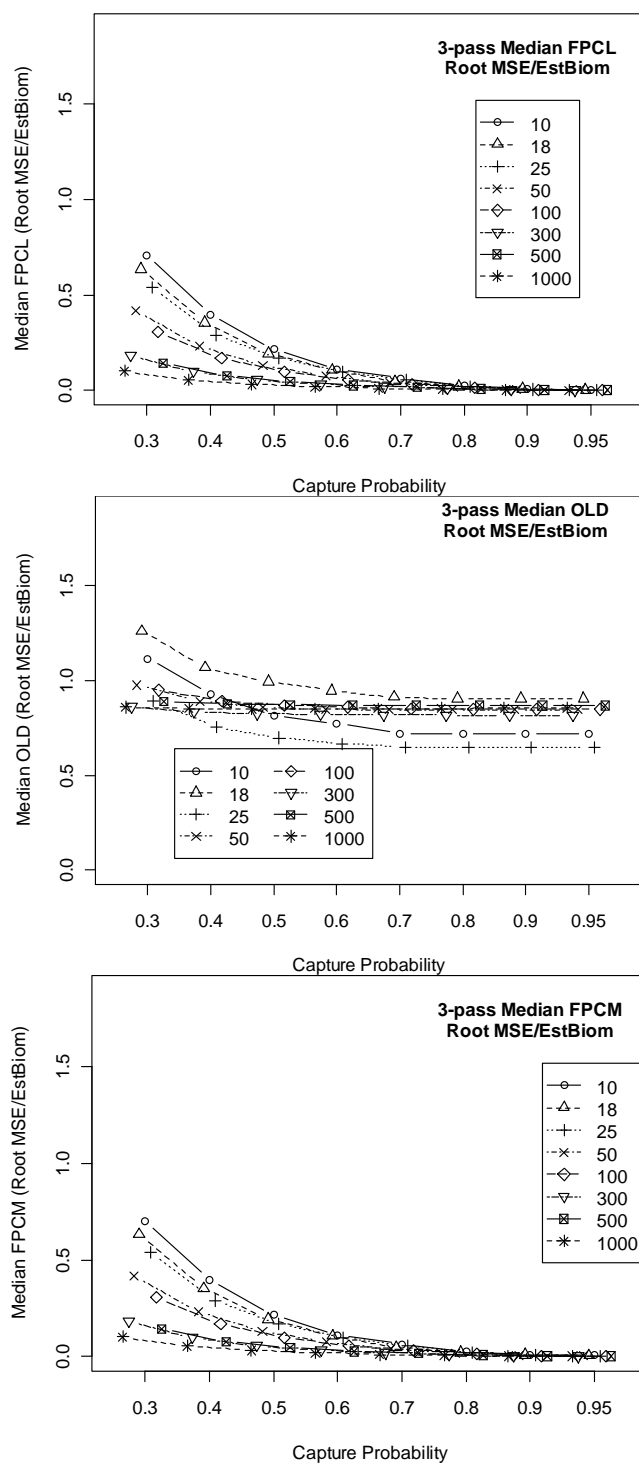 3-pass Median FPCL
Root MSE/EstBiom
Median FPCL (Root MSE/EstBiom)
1.5
1.0
0.5
0.0
10
18
25
50
100
300
500
1000
0.3 0.4 0.5 0.6 0.7 0.8 0.9 0.95
Capture Probability
3-pass Median OLD
Root MSE/EstBiom
Median OLD (Root MSE/EstBiom)
1.5
1.0
0.5
0.0
10 100
18 300
25 500
50 1000
0.3 0.4 0.5 0.6 0.7 0.8 0.9 0.95
Capture Probability
3-pass Median FPCM
Root MSE/EstBiom
Median FPCM (Root MSE/EstBiom)
1.5
1.0
0.5
0.0
10
18
25
50
100
300
500
1000
0.3 0.4 0.5 0.6 0.7 0.8 0.9 0.95
Capture Probability